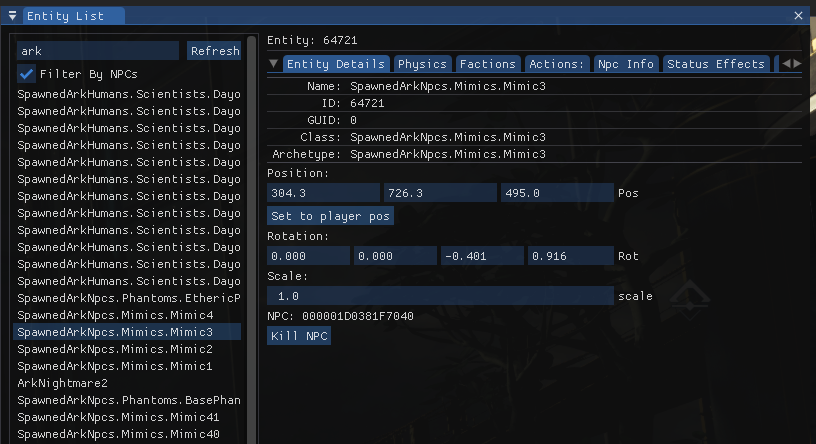 Entity List
ark Refresh
Filter By NPCs
SpawnedArkHumans.Scientists.Dayo
SpawnedArkHumans.Scientists.Dayo
SpawnedArkHumans.Scientists.Dayo
SpawnedArkHumans.Scientists.Dayo
SpawnedArkHumans.Scientists.Dayo
SpawnedArkHumans.Scientists.Dayo
SpawnedArkHumans.Scientists.Dayo
SpawnedArkHumans.Scientists.Dayo
SpawnedArkHumans.Scientists.Dayo
SpawnedArkHumans.Scientists.Dayo
SpawnedArkHumans.Scientists.Dayo
SpawnedArkHumans.Scientists.Dayo
SpawnedArkNpcs.Phantoms.EthericP
SpawnedArkNpcs.Mimics.Mimic4
SpawnedArkNpcs.Mimics.Mimic3
SpawnedArkNpcs.Mimics.Mimic2
SpawnedArkNpcs.Mimics.Mimic1
ArkNightmare2
SpawnedArkNpcs.Phantoms.BasePhan
SpawnedArkNpcs.Mimics.Mimic41
SpawnedArkNpcs.Mimics.Mimic40
Entity: 64721
Entity Details Physics Factions Actions: Npc Info Status Effects
Name: SpawnedArkNpcs.Mimics.Mimic3
ID: 64721
GUID: 0
Class: SpawnedArkNpcs.Mimics.Mimic3
Archetype: SpawnedArkNpcs.Mimics.Mimic3
Position:
304.3 726.3 495.0 Pos
Set to player pos
Rotation:
0.000 0.000 -0.401 0.916 Rot
Scale:
1.0 scale
NPC: 000001D0381F7040
Kill NPC